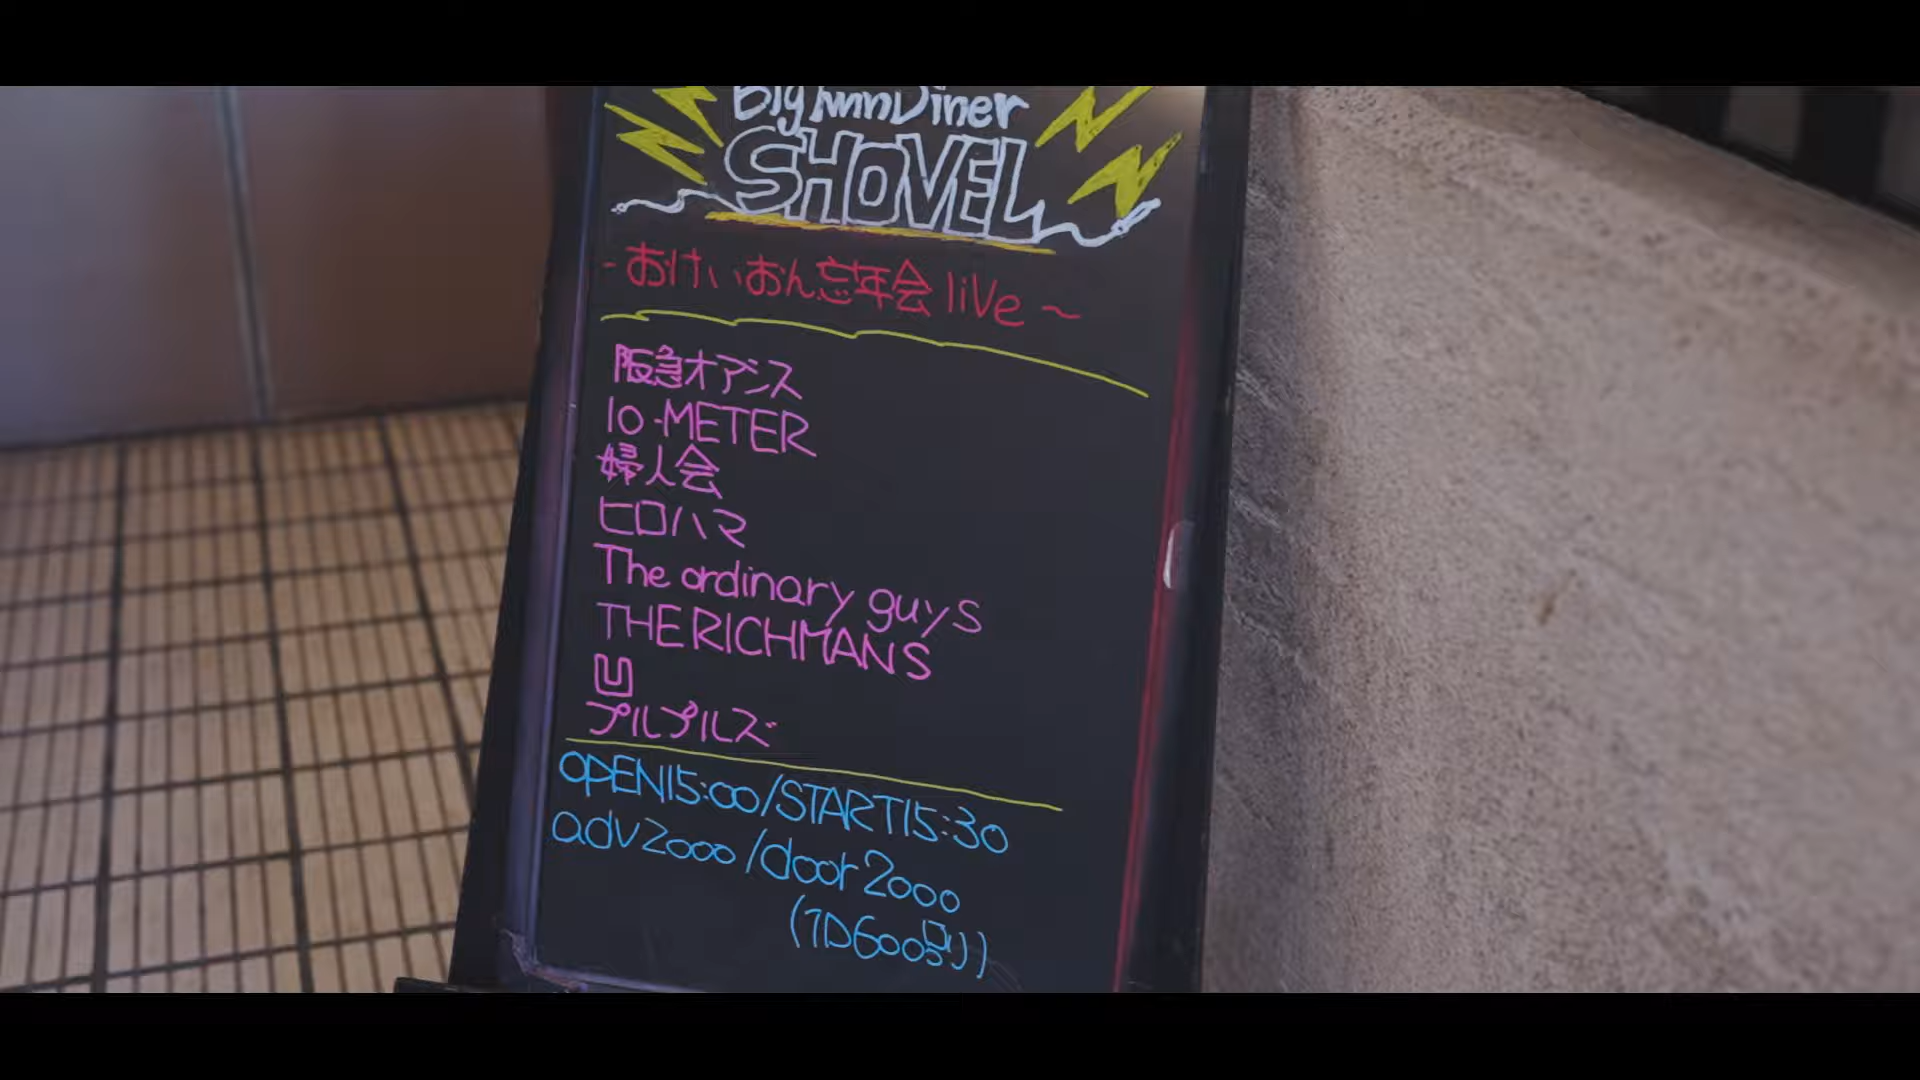 Big Twin Diner
SHOVEL
-おけいおん忘年会 liVe ~
阪急オアシス
10-METER
婦人会
ヒロハマ
The ordinary guys
THE RICHMANS
凹
プルプルズ
OPEN15:00/START15:30
adv2000/door2000
(1D600より)